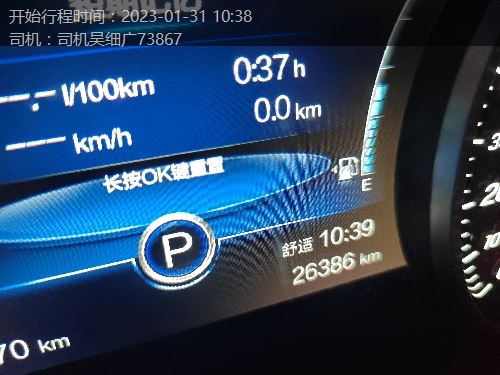 开始行程时间：2023-01-31 10:38
司机：司机吴细广73867
--.- l/100km
0:37 h
--- km/h
0.0 km
长按OK键重置
E
P
舒适 10:39
26386 km
70 km